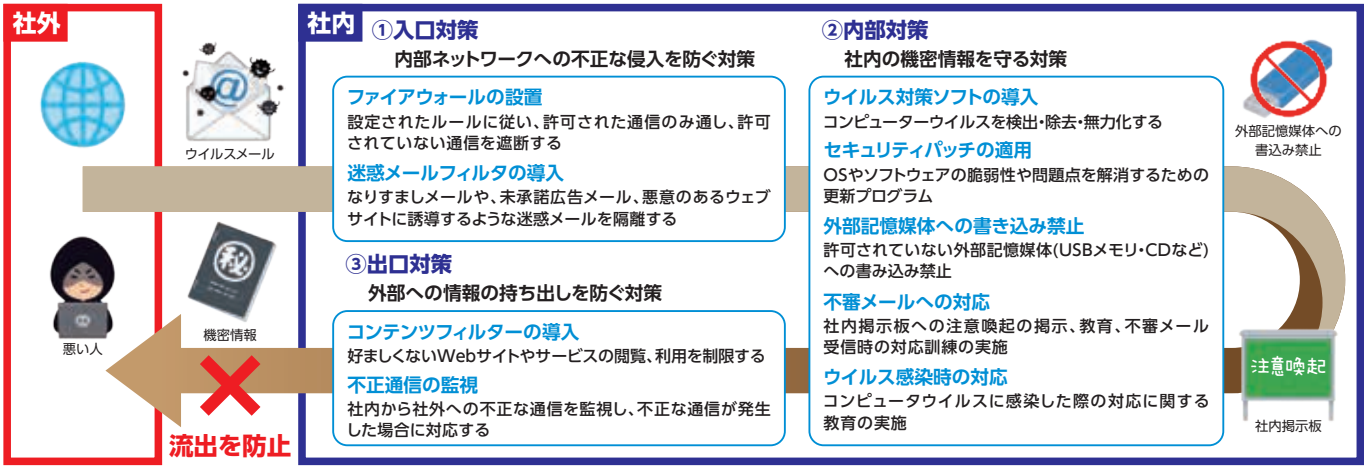 社外
ウイルスメール
悪い人
機密情報
㊙
流出を防止
社内
①入口対策
内部ネットワークへの不正な侵入を防ぐ対策
ファイアウォールの設置
設定されたルールに従い、許可された通信のみ通し、許可
されていない通信を遮断する
迷惑メールフィルタの導入
なりすましメールや、未承諾広告メール、悪意のあるウェブ
サイトに誘導するような迷惑メールを隔離する
②内部対策
社内の機密情報を守る対策
ウイルス対策ソフトの導入
コンピューターウイルスを検出・除去・無力化する
セキュリティパッチの適用
OSやソフトウェアの脆弱性や問題点を解消するための
更新プログラム
外部記憶媒体への書き込み禁止
許可されていない外部記憶媒体(USBメモリ・CDなど)
への書み込み禁止
不審メールへの対応
社内掲示板への注意喚起の掲示、教育、不審メール
受信時の対応訓練の実施
ウイルス感染時の対応
コンピュータウイルスに感染した際の対応に関する
教育の実施
外部記憶媒体への
書込み禁止
注意喚起
社内掲示板
③出口対策
外部への情報の持ち出しを防ぐ対策
コンテンツフィルターの導入
好ましくないWebサイトやサービスの閲覧、利用を制限する
不正通信の監視
社内から社外への不正な通信を監視し、不正な通信が発生
した場合に対応する